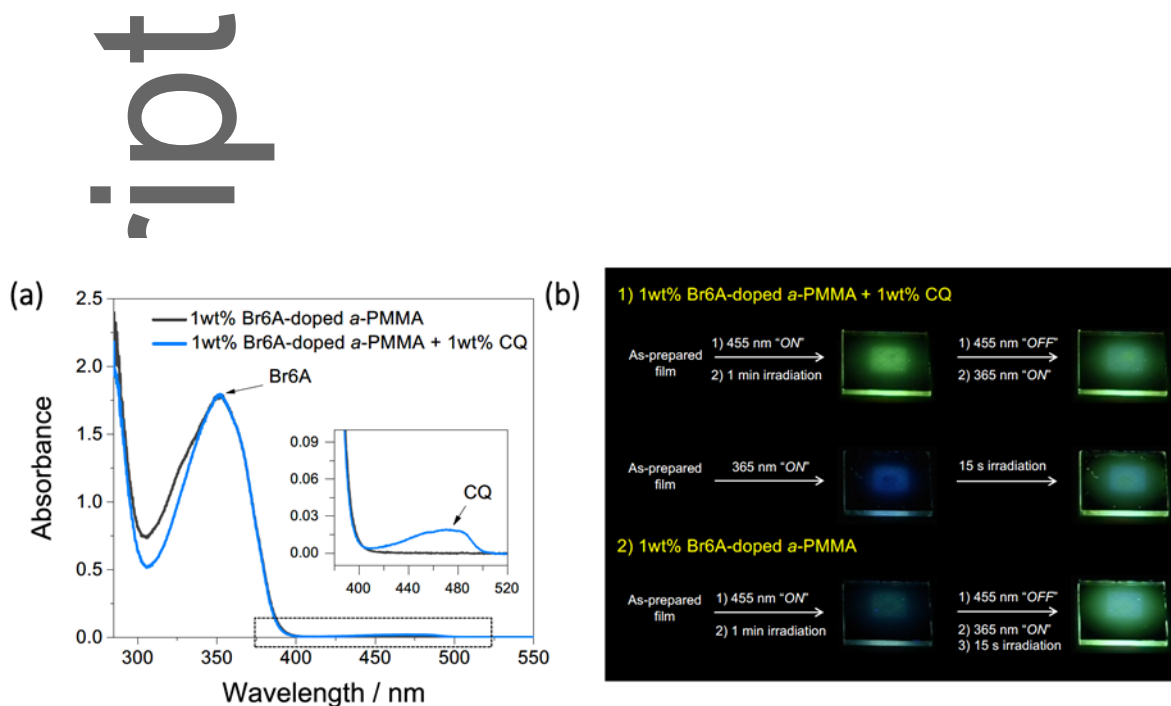 ript
(a)
2.5
2.0
1.5
1.0
0.5
0.0
Absorbance
1wt% Br6A-doped a-PMMA
1wt% Br6A-doped a-PMMA + 1wt% CQ
Br6A
0.09
0.06
0.03
0.00
CQ
400 440 480 520
300 350 400 450 500 550
Wavelength / nm
(b)
1) 1wt% Br6A-doped a-PMMA + 1wt% CQ
As-prepared
film
1) 455 nm "ON"
2) 1 min irradiation
1) 455 nm "OFF"
2) 365 nm "ON"
As-prepared
film
365 nm "ON"
15 s irradiation
2) 1wt% Br6A-doped a-PMMA
As-prepared
film
1) 455 nm "ON"
2) 1 min irradiation
1) 455 nm "OFF"
2) 365 nm "ON"
3) 15 s irradiation